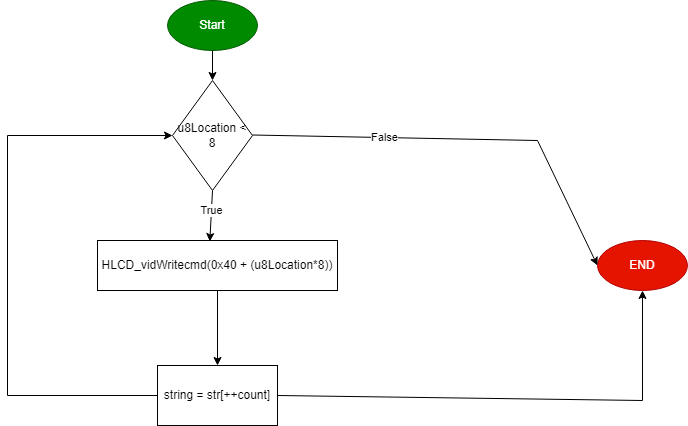 Start
u8Location <
8
False
True
HLCD_vidWritecmd(0x40 + (u8Location*8))
END
string = str[++count]